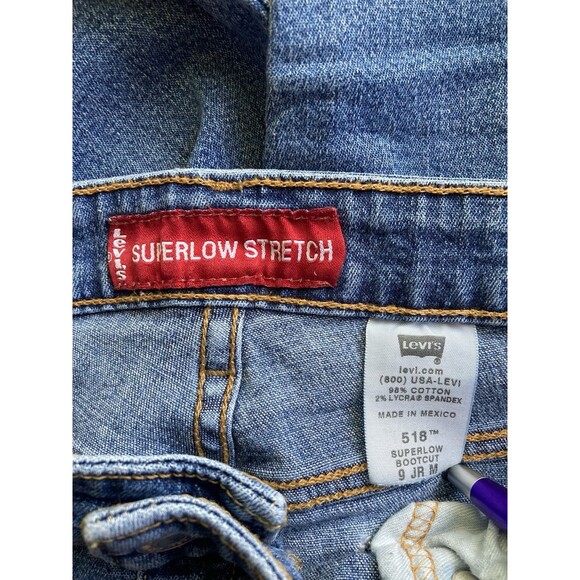 LEVI'S
®
SUPERLOW STRETCH
Levi's
®
levi.com
(800) USA-LEVI
98% COTTON
2% LYCRA® SPANDEX
MADE IN MEXICO
518™
SUPERLOW
BOOTCUT
9 JR M